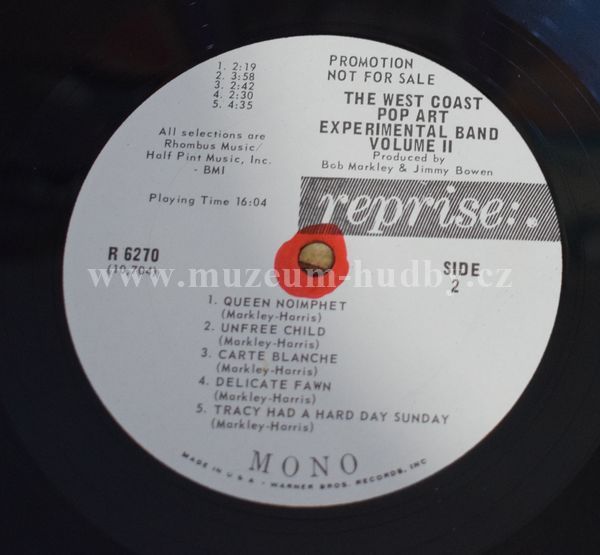 1. 2:19
2. 3:58
3. 2:42
4. 2:30
5. 4:35
All selections are
Rhombus Music/
Half Pint Music, Inc.
- BMI
Playing Time 16:04
PROMOTION
NOT FOR SALE
THE WEST COAST
POP ART
EXPERIMENTAL BAND
VOLUME II
Produced by
Bob Markley & Jimmy Bowen
reprise:.
R 6270
(19,704)
SIDE
2
www.muzeum-hudby.cz
1. QUEEN NOIMPHET
(Markley-Harris)
2. UNFREE CHILD
(Markley-Harris)
3. CARTE BLANCHE
(Markley-Harris)
4. DELICATE FAWN
(Markley-Harris)
5. TRACY HAD A HARD DAY SUNDAY
(Markley-Harris)
MONO
MADE IN U.S.A. - WARNER BROS. RECORDS, INC